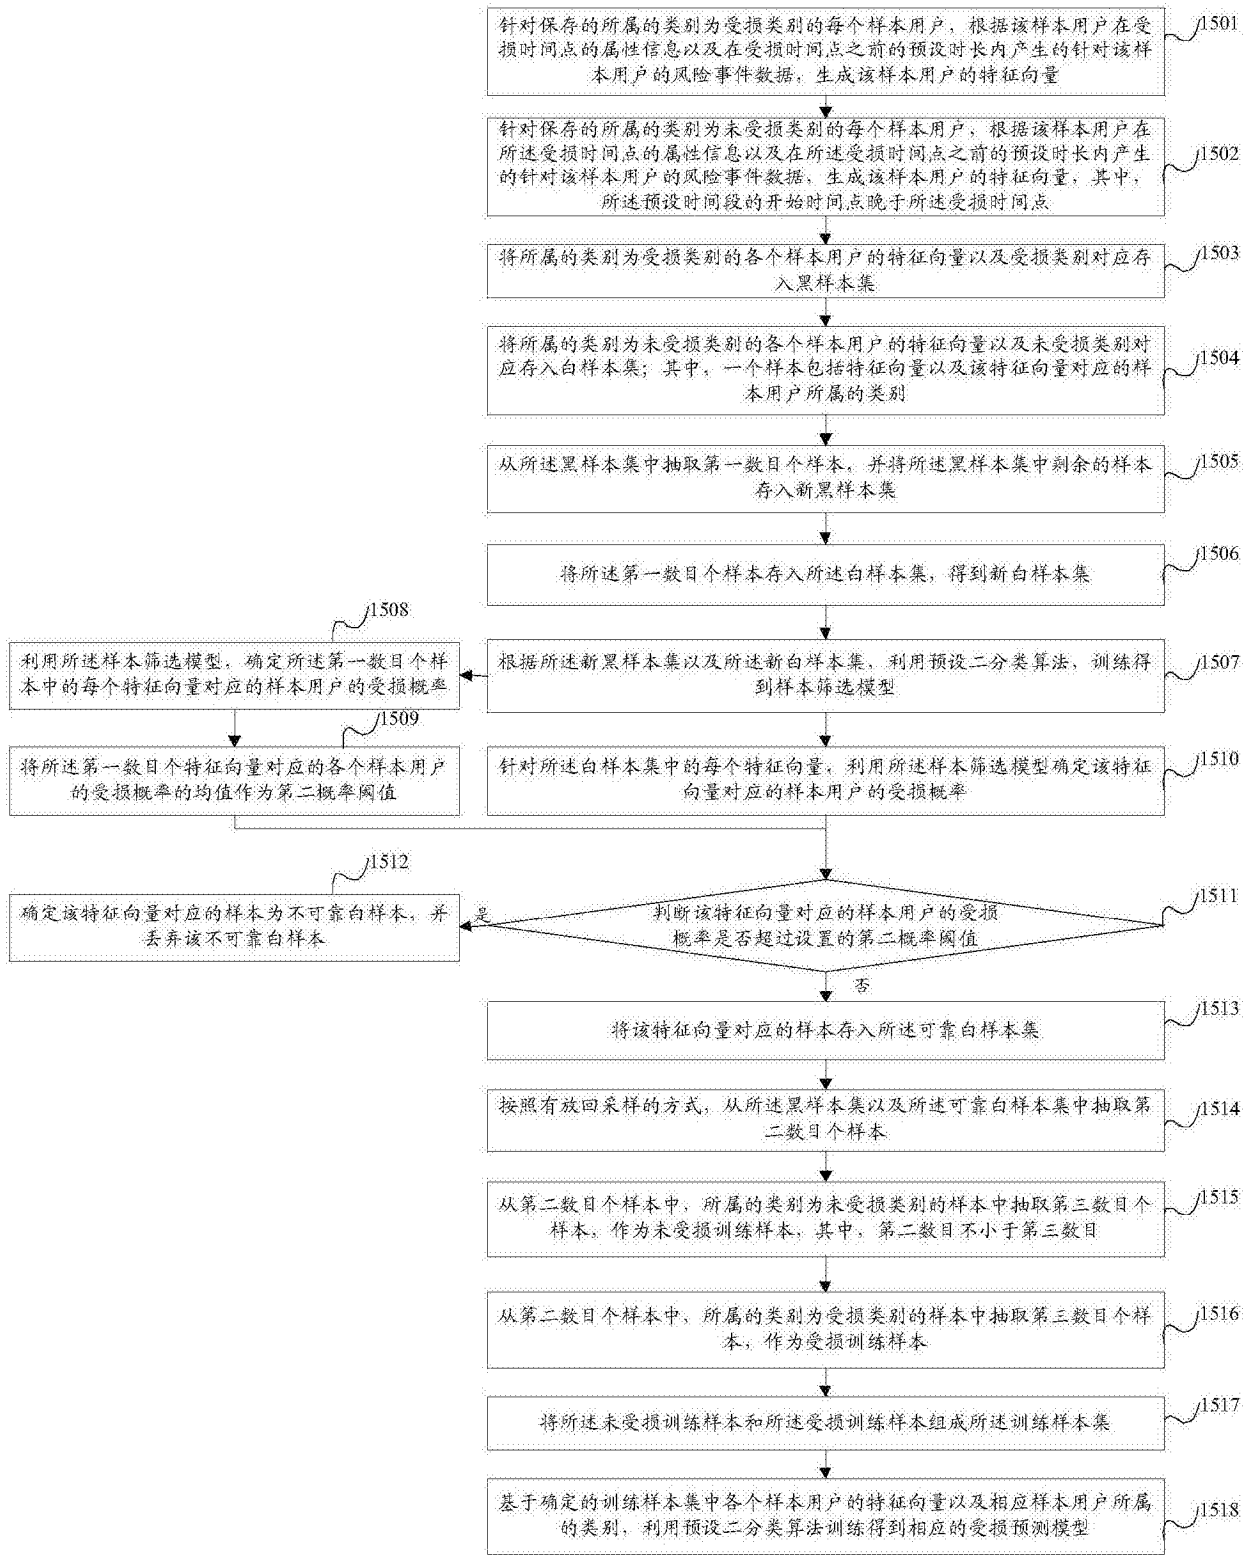 针对保存的所属的类别为受损类别的每个样本用户，根据该样本用户在受
损时间点的属性信息以及在受损时间点之前的预设时长内产生的针对该样
本用户的风险事件数据，生成该样本用户的特征向量
1501
针对保存的所属的类别为未受损类别的每个样本用户，根据该样本用户在
所述受损时间点的属性信息以及在所述受损时间点之前的预设时长内产生
的针对该样本用户的风险事件数据，生成该样本用户的特征向量，其中，
所述预设时间段的开始时间点晚于所述受损时间点
1502
将所属的类别为受损类别的各个样本用户的特征向量以及受损类别对应存
入黑样本集
1503
将所属的类别为未受损类别的各个样本用户的特征向量以及未受损类别对
应存入白样本集；其中，一个样本包括特征向量以及该特征向量对应的样
本用户所属的类别
1504
从所述黑样本集中抽取第一数目个样本，并将所述黑样本集中剩余的样本
存入新黑样本集
1505
将所述第一数目个样本存入所述白样本集，得到新白样本集
1506
根据所述新黑样本集以及所述新白样本集，利用预设二分类算法，训练得
到样本筛选模型
1507
1508
利用所述样本筛选模型，确定所述第一数目个样
本中的每个特征向量对应的样本用户的受损概率
1509
将所述第一数目个特征向量对应的各个样本用户
的受损概率的均值作为第二概率阈值
针对所述白样本集中的每个特征向量，利用所述样本筛选模型确定该特征
向量对应的样本用户的受损概率
1510
判断该特征向量对应的样本用户的受损
概率是否超过设置的第二概率阈值
1511
是
1512
确定该特征向量对应的样本为不可靠白样本，并
丢弃该不可靠白样本
否
将该特征向量对应的样本存入所述可靠白样本集
1513
按照有放回采样的方式，从所述黑样本集以及所述可靠白样本集中抽取第
二数目个样本
1514
从第二数目个样本中，所属的类别为未受损类别的样本中抽取第三数目个
样本，作为未受损训练样本，其中，第二数目不小于第三数目
1515
从第二数目个样本中，所属的类别为受损类别的样本中抽取第三数目个样
本，作为受损训练样本
1516
将所述未受损训练样本和所述受损训练样本组成所述训练样本集
1517
基于确定的训练样本集中各个样本用户的特征向量以及相应样本用户所属
的类别，利用预设二分类算法训练得到相应的受损预测模型
1518